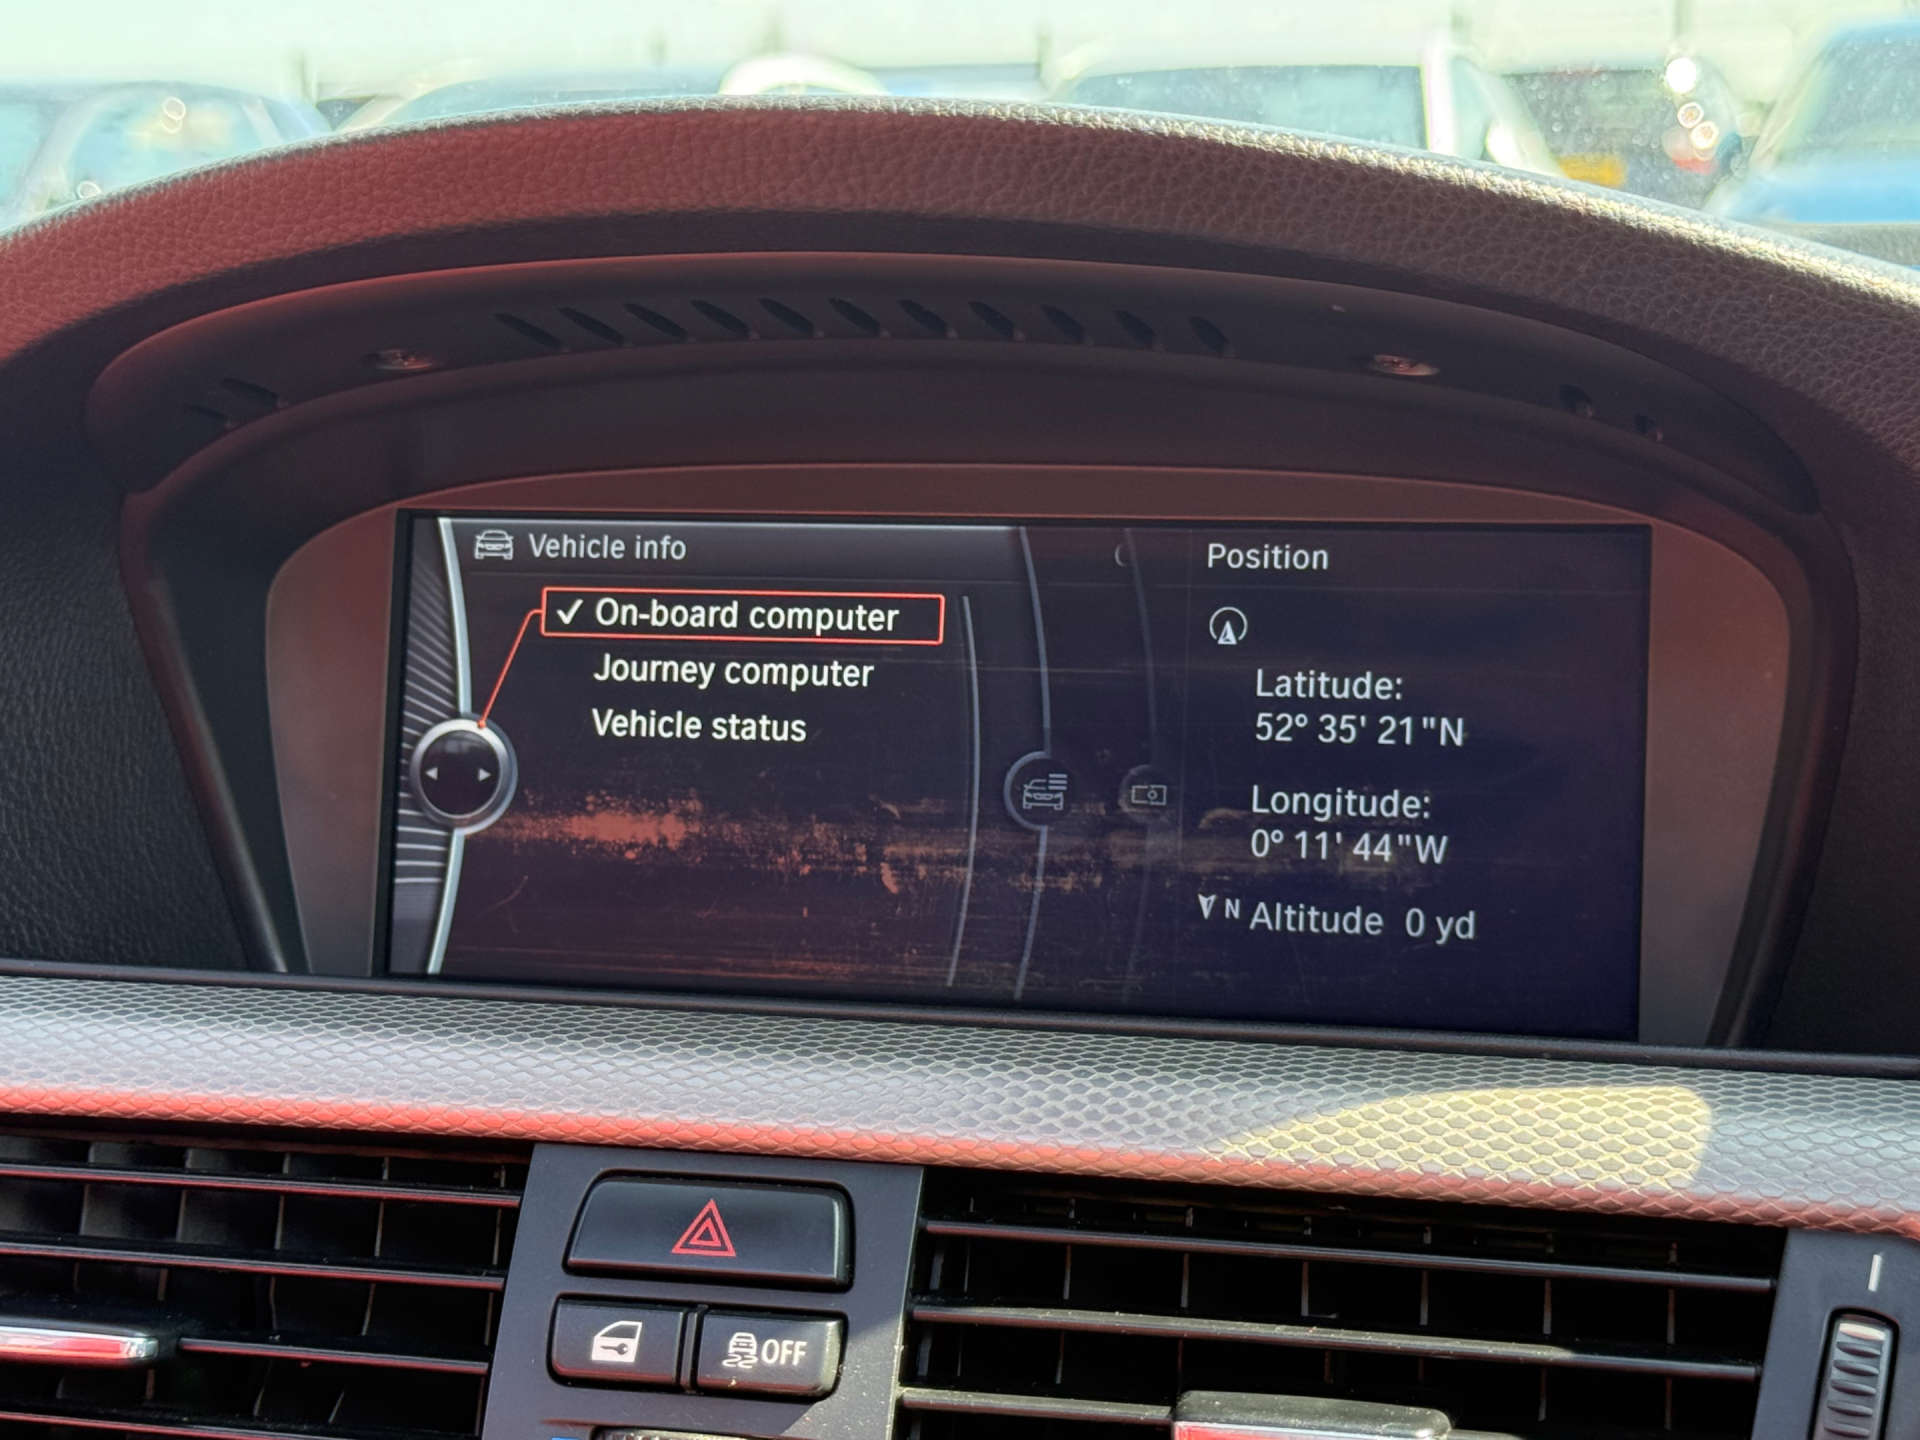 Vehicle info
On-board computer
Journey computer
Vehicle status
Position
Latitude:
52° 35' 21"N
Longitude:
0° 11' 44"W
N Altitude 0 yd
OFF